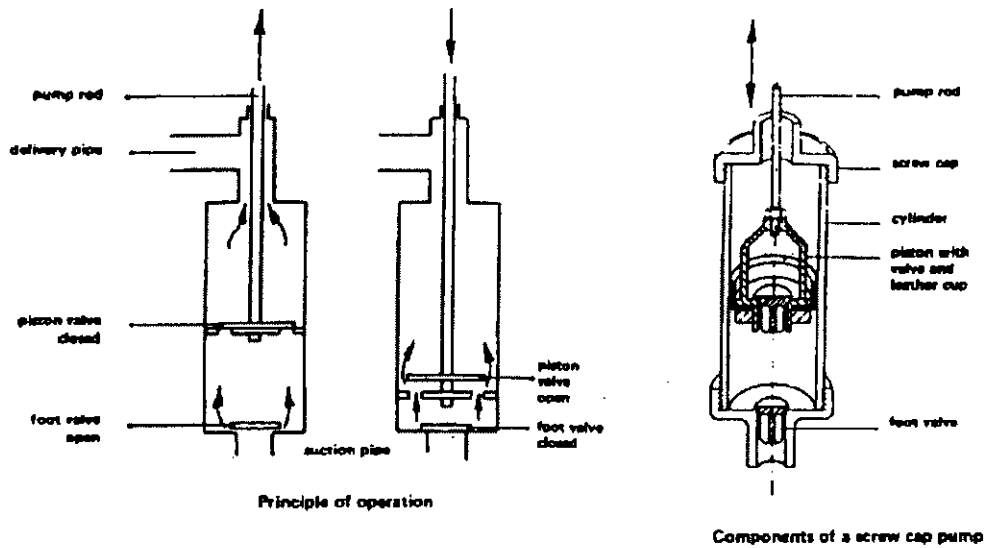 pump rod
delivery pipe
piston valve
closed
foot valve
open
suction pipe
piston
valve
open
foot valve
closed
Principle of operation
pump rod
screw cap
cylinder
piston with
valve and
leather cup
foot valve
Components of a screw cap pump